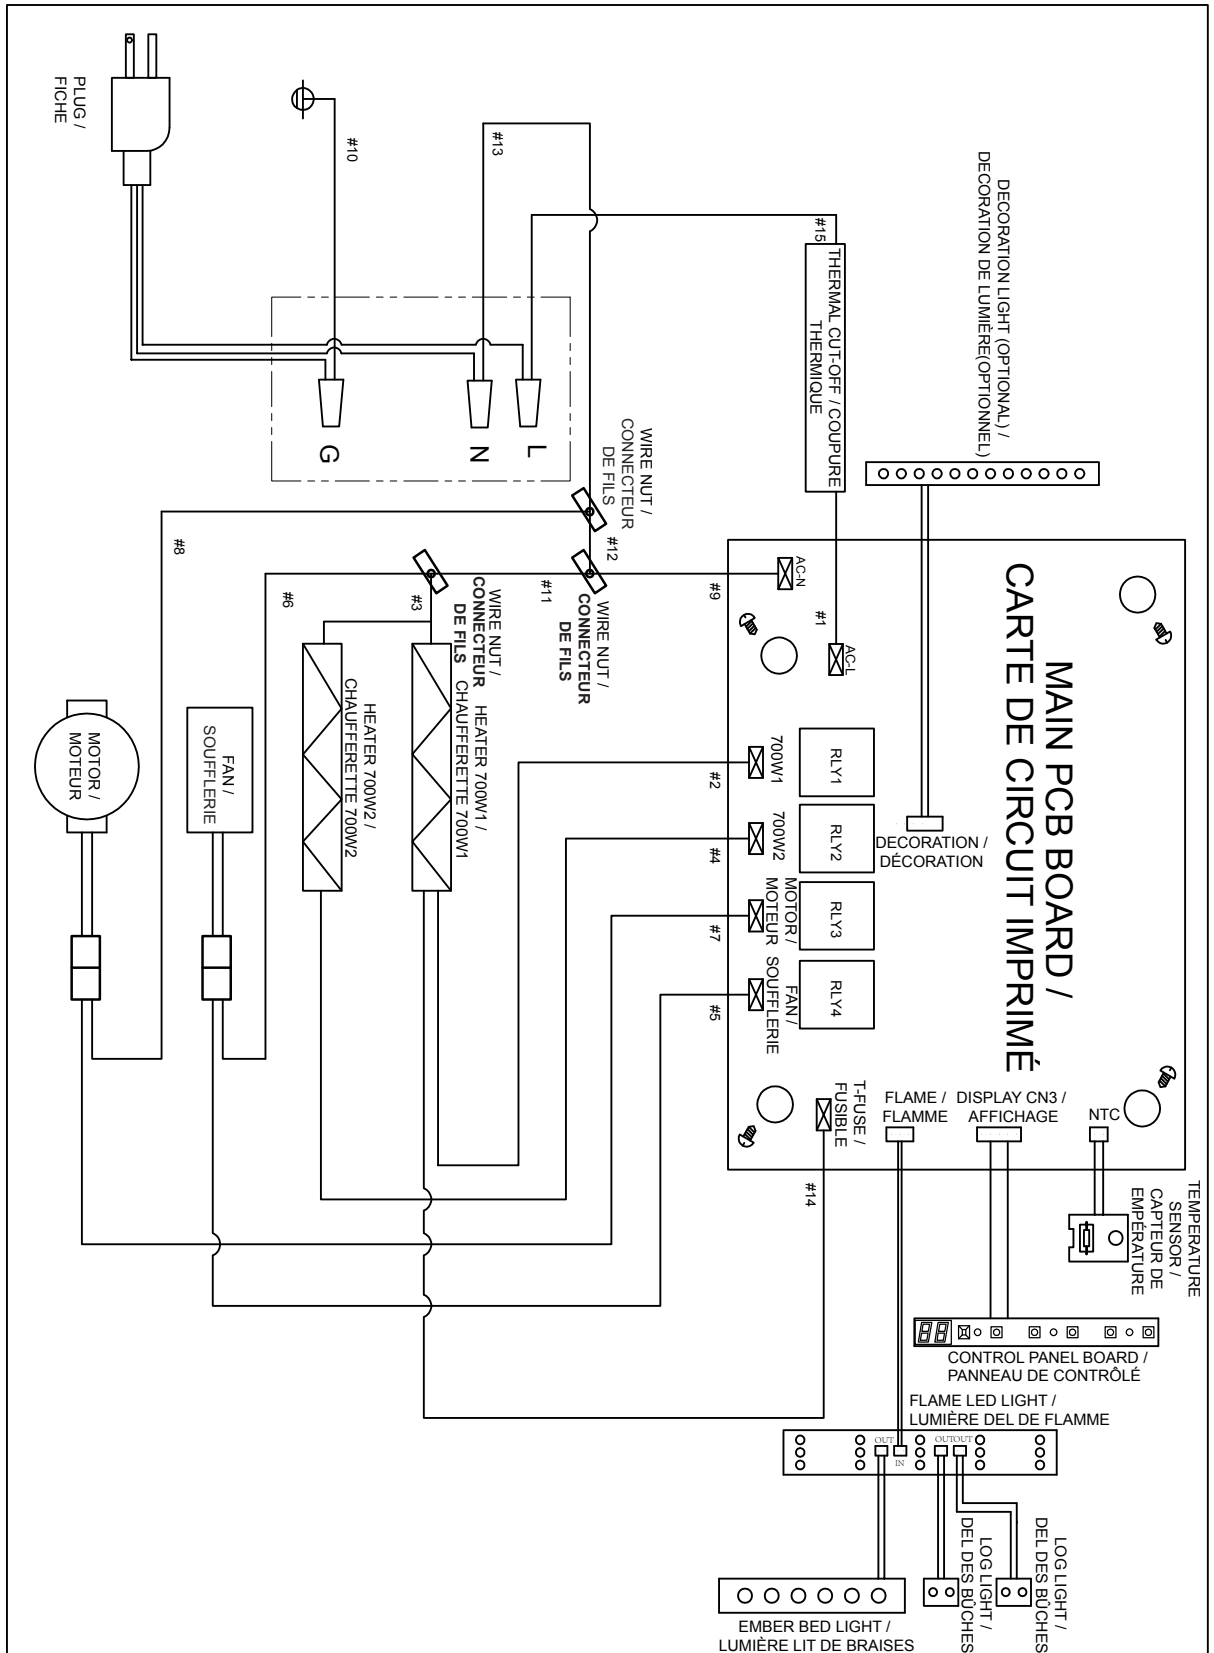 PLUG /
FICHE
#10
#13
#15
THERMAL CUT-OFF / COUPURE
THERMIQUE
DECORATION LIGHT (OPTIONAL) /
DECORATION DE LUMIÈRE(OPTIONNEL)
G
N
L
WIRE NUT /
CONNECTEUR
DE FILS
#8
#12
#6
#3
#11
#9
#1
WIRE NUT /
CONNECTEUR
DE FILS
WIRE NUT /
CONNECTEUR
DE FILS
AC-N
AC-L
MAIN PCB BOARD /
CARTE DE CIRCUIT IMPRIMÉ
MOTOR /
MOTEUR
FAN /
SOUFFLERIE
HEATER 700W2 /
CHAUFFERETTE 700W2
HEATER 700W1 /
CHAUFFERETTE 700W1
#2
700W1
RLY1
#4
700W2
RLY2
DECORATION /
DÉCORATION
#7
MOTOR /
MOTEUR
RLY3
#5
FAN /
SOUFFLERIE
RLY4
T-FUSE /
FUSIBLE
#14
FLAME /
FLAMME
DISPLAY CN3 /
AFFICHAGE
NTC
TEMPERATURE
SENSOR /
CAPTEUR DE
EMPÉRATURE
88
CONTROL PANEL BOARD /
PANNEAU DE CONTRÔLÉ
FLAME LED LIGHT /
LUMIÈRE DEL DE FLAMME
OUT
IN
OUT
OUT
LOG LIGHT /
DEL DES BÛCHES
LOG LIGHT /
DEL DES BÛCHES
EMBER BED LIGHT /
LUMIÈRE LIT DE BRAISES